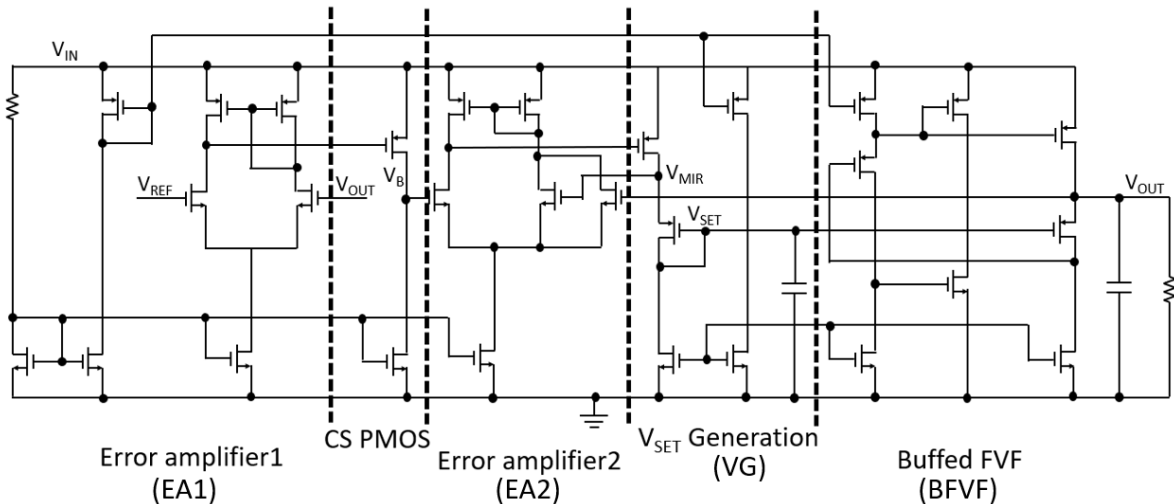 V_IN
V_REF
V_OUT
V_B
V_MIR
V_SET
V_OUT
CS PMOS
Error amplifier1
(EA1)
Error amplifier2
(EA2)
V_SET Generation
(VG)
Buffed FVF
(BFVF)